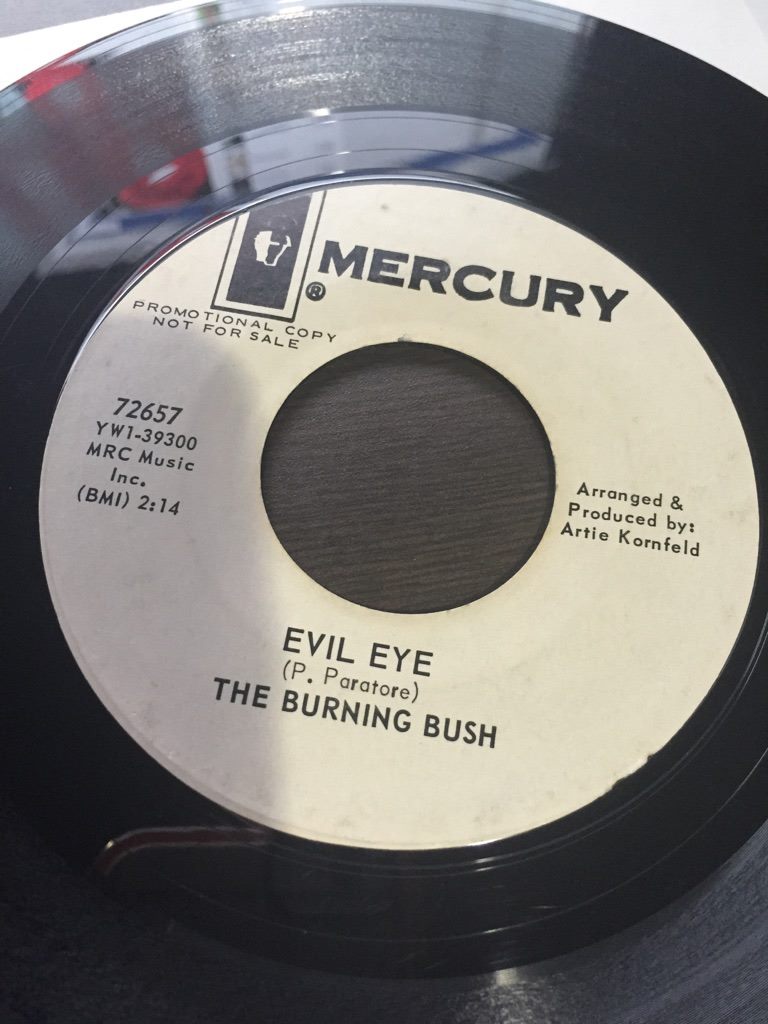 MERCURY
®
PROMOTIONAL COPY
NOT FOR SALE
72657
YW1-39300
MRC Music
Inc.
(BMI) 2:14
Arranged &
Produced by:
Artie Kornfeld
EVIL EYE
(P. Paratore)
THE BURNING BUSH